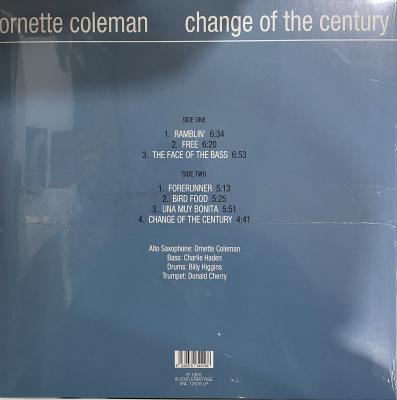 ornette coleman change of the century
SIDE ONE
1. RAMBLIN' 6:34
2. FREE 6:20
3. THE FACE OF THE BASS 6:53
SIDE TWO
1. FORERUNNER 5:13
2. BIRD FOOD 5:25
3. UNA MUY BONITA 5:51
4. CHANGE OF THE CENTURY 4:41
Alto Saxophone: Ornette Coleman
Bass: Charlie Haden
Drums: Billy Higgins
Trumpet: Donald Cherry
℗ 1960
© 2020 ERMITAGE